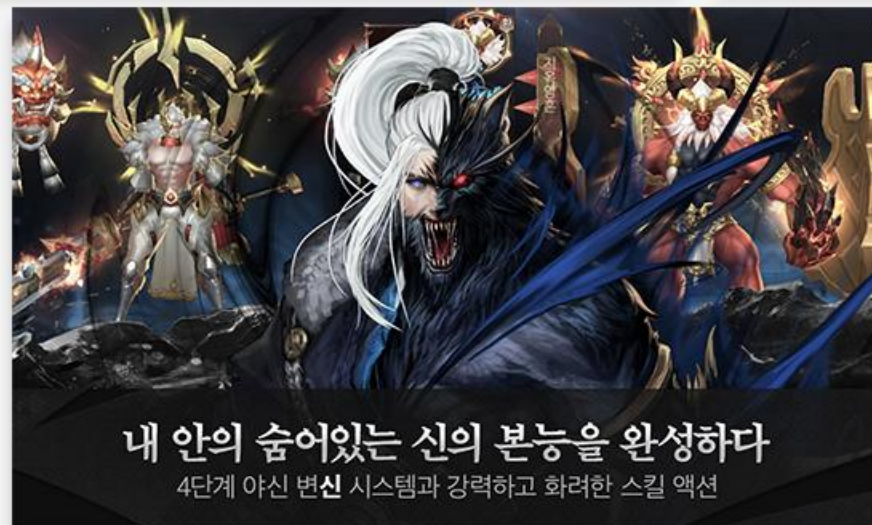 내 안의 숨어있는 신의 본능을 완성하다
4단계 야신 변신 시스템과 강력하고 화려한 스킬 액션